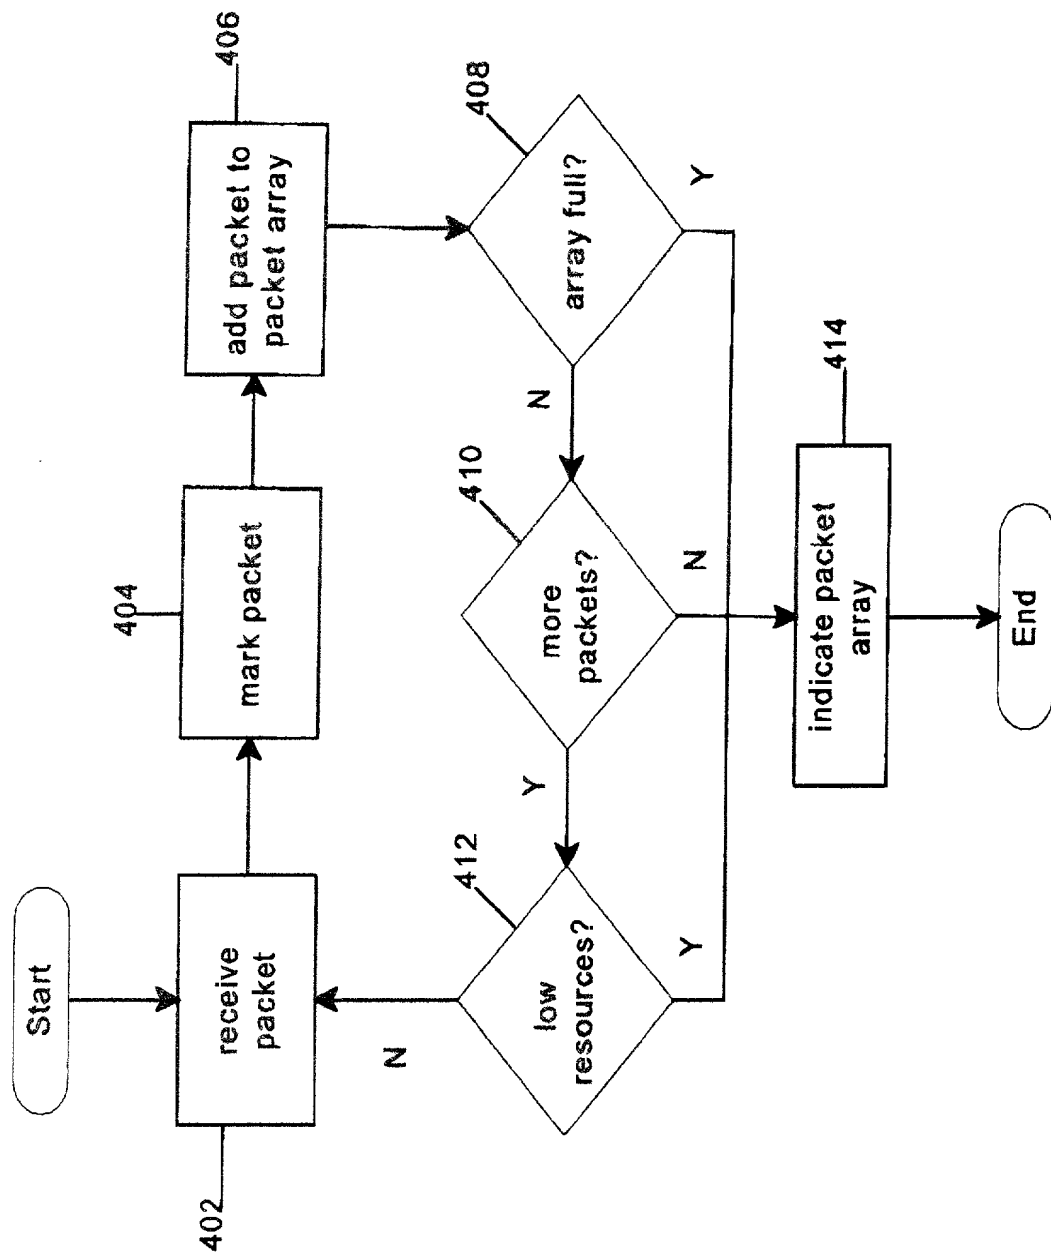 Start
402
receive
packet
404
mark packet
406
add packet to
packet array
408
array full?
Y
N
410
more
packets?
N
Y
412
low
resources?
N
Y
414
indicate packet
array
End